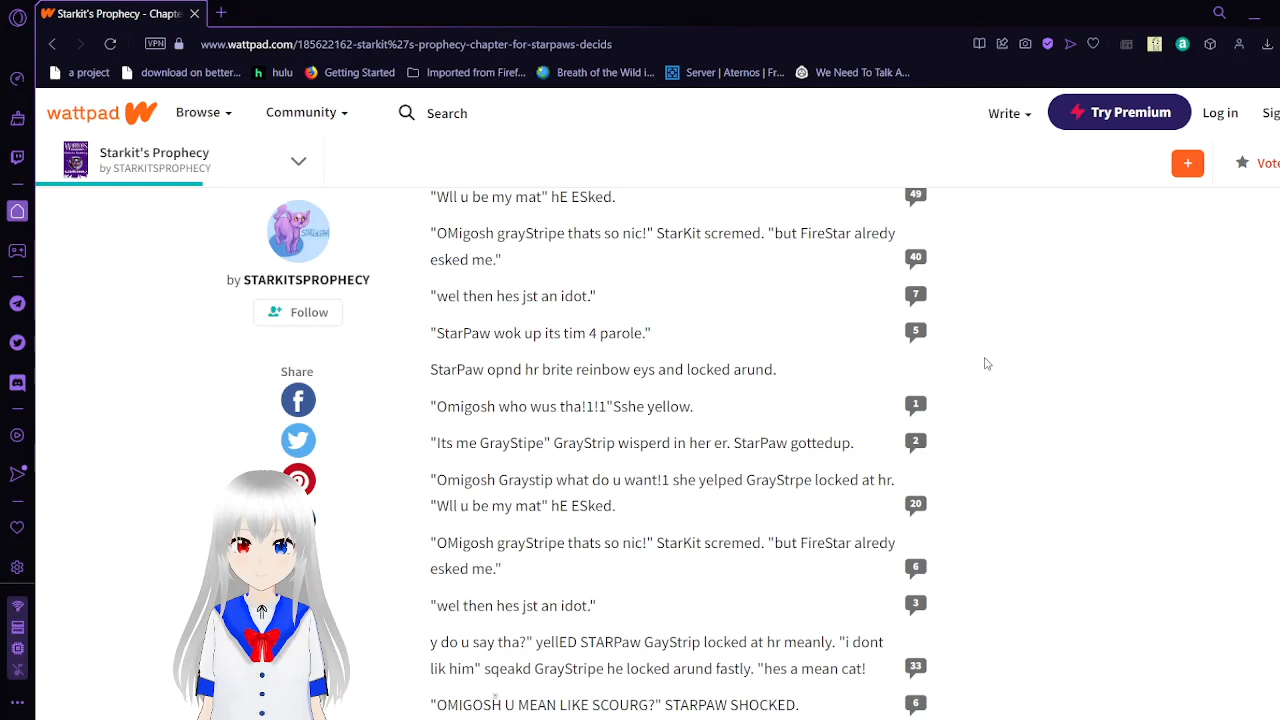 Starkit's Prophecy - Chapte
VPN
www.wattpad.com/185622162-starkit%27s-prophecy-chapter-for-starpaws-decids
a project
download on better...
hulu
Getting Started
Imported from Firef...
Breath of the Wild i...
Server | Aternos | Fr...
We Need To Talk A...
wattpad
Browse
Community
Search
Write
Try Premium
Log in
Sig
Starkit's Prophecy
by STARKITSPROPHECY
Vote
by STARKITSPROPHECY
Follow
Share
"Wll u be my mat" hE ESked.
49
"OMigosh grayStripe thats so nic!" StarKit scremed. "but FireStar alredy
esked me."
40
"wel then hes jst an idot."
7
"StarPaw wok up its tim 4 parole."
5
StarPaw opnd hr brite reinbow eys and locked arund.
"Omigosh who wus tha!1!1"Sshe yellow.
1
"Its me GrayStipe" GrayStrip wisperd in her er. StarPaw gottedup.
2
"Omigosh Graystip what do u want!1 she yelped GrayStrpe locked at hr.
"Wll u be my mat" hE ESked.
20
"OMigosh grayStripe thats so nic!" StarKit scremed. "but FireStar alredy
esked me."
6
"wel then hes jst an idot."
3
y do u say tha?" yellED STARPaw GayStrip locked at hr meanly. "i dont
lik him" sqeakd GrayStripe he locked arund fastly. "hes a mean cat!
33
"OMIGOSH U MEAN LIKE SCOURG?" STARPAW SHOCKED.
6